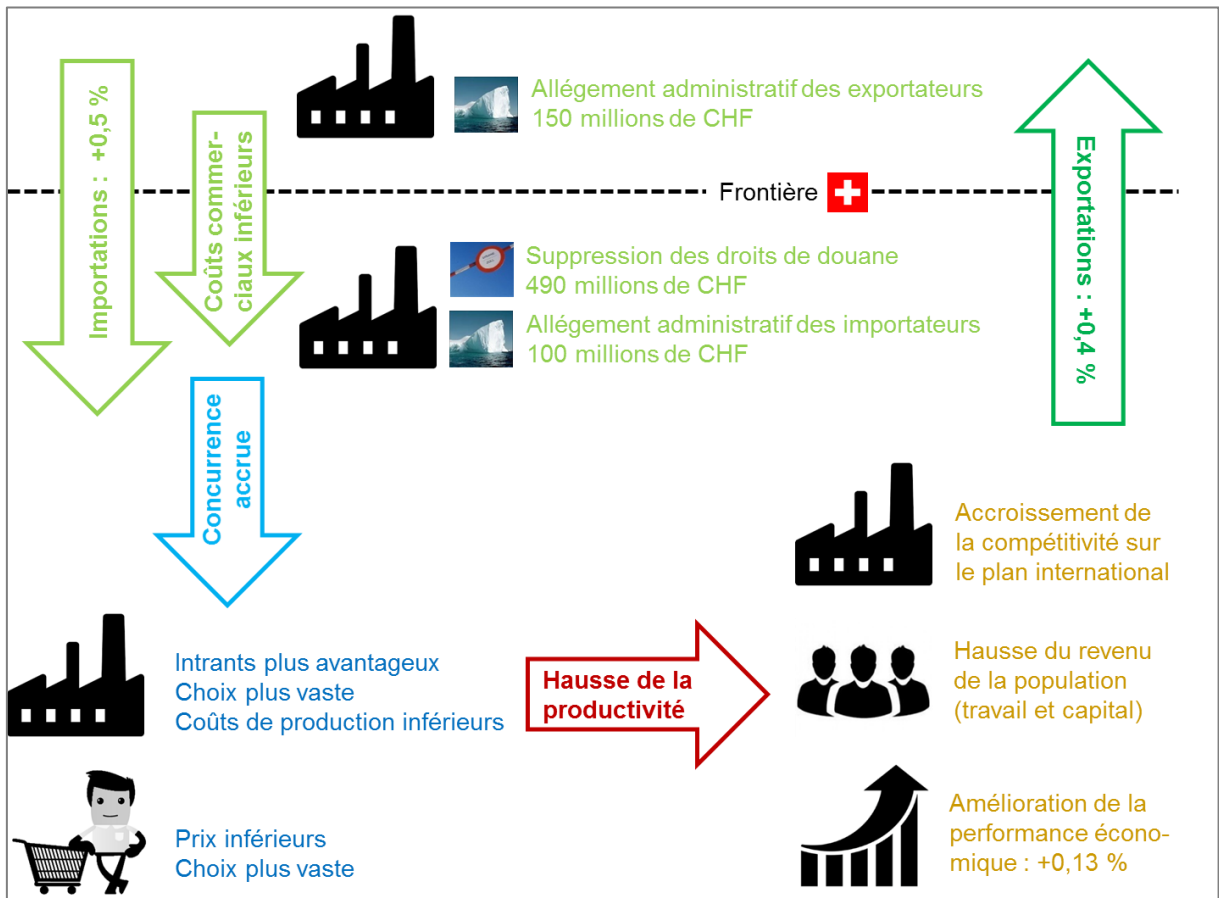 Importations : +0,5 %
Coûts commer-
ciaux inférieurs
Allégement administratif des exportateurs
150 millions de CHF
Frontière
Suppression des droits de douane
490 millions de CHF
Allégement administratif des importateurs
100 millions de CHF
Exportations : +0,4 %
Concurrence
accrue
Intrants plus avantageux
Choix plus vaste
Coûts de production inférieurs
Prix inférieurs
Choix plus vaste
Hausse de la
productivité
Accroissement de
la compétitivité sur
le plan international
Hausse du revenu
de la population
(travail et capital)
Amélioration de la
performance écono-
mique : +0,13 %